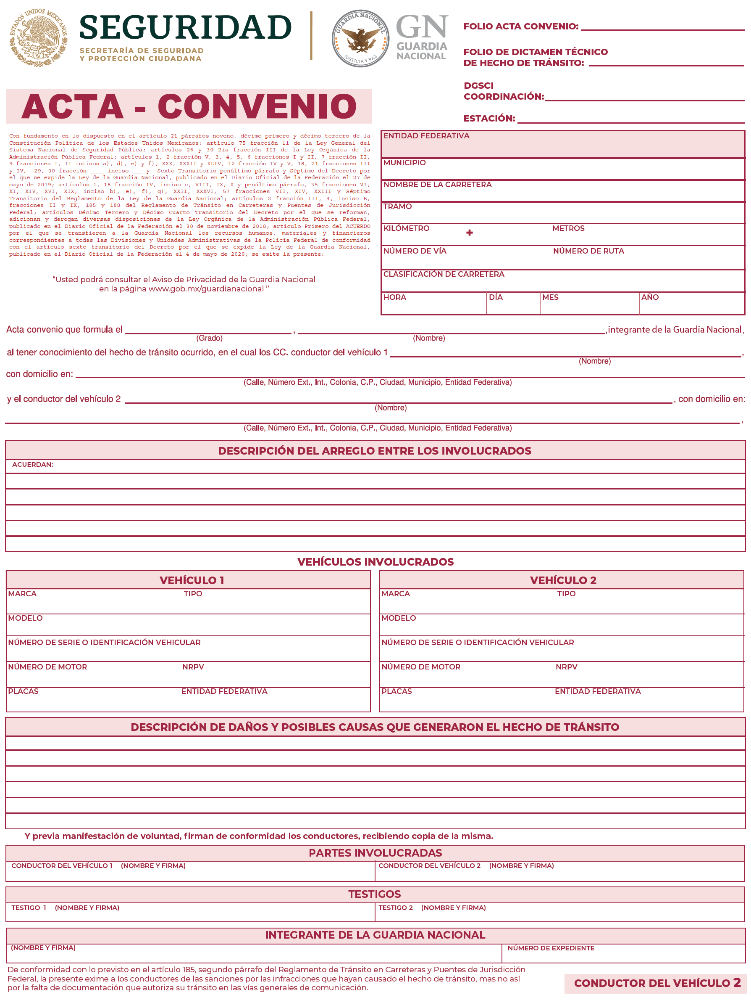 ESTADOS UNIDOS MEXICANOS
SEGURIDAD
SECRETARÍA DE SEGURIDAD
Y PROTECCIÓN CIUDADANA
GUARDIA NACIONAL
JUSTICIA Y PAZ
GN
GUARDIA
NACIONAL
FOLIO ACTA CONVENIO:
FOLIO DE DICTAMEN TÉCNICO
DE HECHO DE TRÁNSITO:
DGSCI
COORDINACIÓN:
ESTACIÓN:
ACTA - CONVENIO
Con fundamento en lo dispuesto en el artículo 21 párrafos noveno, décimo primero y décimo tercero de la
Constitución Política de los Estados Unidos Mexicanos; artículo 75 fracción ll de la Ley General del
Sistema Nacional de Seguridad Pública; artículos 26 y 30 Bis fracción III de la Ley Orgánica de la
Administración Pública Federal; artículos 1, 2 fracción V, 3, 4, 5, 6 fracciones I y II, 7 fracción II,
9 fracciones I, II incisos a), d), e) y f), XXX, XXXII y XLIV, 12 fracción IV y V, 18, 21 fracciones III
y IV, 29, 30 fracción ____ inciso ___ y Sexto Transitorio penúltimo párrafo y Séptimo del Decreto por
el que se expide la Ley de la Guardia Nacional, publicado en el Diario Oficial de la Federación el 27 de
mayo de 2019; artículos 1, 18 fracción IV, inciso c, VIII, IX, X y penúltimo párrafo, 35 fracciones VI,
XI, XIV, XVI, XIX, inciso b), e), f), g), XXII, XXXVI, 57 fracciones VII, XIV, XXIII y Séptimo
Transitorio del Reglamento de la Ley de la Guardia Nacional; artículos 2 fracción III, 4, inciso B,
fracciones II y IX, 185 y 188 del Reglamento de Tránsito en Carreteras y Puentes de Jurisdicción
Federal; artículos Décimo Tercero y Décimo Cuarto Transitorio del Decreto por el que se reforman,
adicionan y derogan diversas disposiciones de la Ley Orgánica de la Administración Pública Federal,
publicado en el Diario Oficial de la Federación el 30 de noviembre de 2018; artículo Primero del ACUERDO
por el que se transfieren a la Guardia Nacional los recursos humanos, materiales y financieros
correspondientes a todas las Divisiones y Unidades Administrativas de la Policía Federal de conformidad
con el artículo sexto transitorio del Decreto por el que se expide la Ley de la Guardia Nacional,
publicado en el Diario Oficial de la Federación el 4 de mayo de 2020; se emite la presente:
“Usted podrá consultar el Aviso de Privacidad de la Guardia Nacional
en la página www.gob.mx/guardianacional ”
ENTIDAD FEDERATIVA
MUNICIPIO
NOMBRE DE LA CARRETERA
TRAMO
KILÓMETRO + METROS
NÚMERO DE VÍA NÚMERO DE RUTA
CLASIFICACIÓN DE CARRETERA
HORA DÍA MES AÑO
Acta convenio que formula el , ,integrante de la Guardia Nacional,
(Grado) (Nombre)
al tener conocimiento del hecho de tránsito ocurrido, en el cual los CC. conductor del vehículo 1 ,
(Nombre)
con domicilio en:
(Calle, Número Ext., Int., Colonia, C.P., Ciudad, Municipio, Entidad Federativa)
y el conductor del vehículo 2 , con domicilio en:
(Nombre)
,
(Calle, Número Ext., Int., Colonia, C.P., Ciudad, Municipio, Entidad Federativa)
DESCRIPCIÓN DEL ARREGLO ENTRE LOS INVOLUCRADOS
ACUERDAN:
VEHÍCULOS INVOLUCRADOS
VEHÍCULO 1
MARCA TIPO
MODELO
NÚMERO DE SERIE O IDENTIFICACIÓN VEHICULAR
NÚMERO DE MOTOR NRPV
PLACAS ENTIDAD FEDERATIVA
VEHÍCULO 2
MARCA TIPO
MODELO
NÚMERO DE SERIE O IDENTIFICACIÓN VEHICULAR
NÚMERO DE MOTOR NRPV
PLACAS ENTIDAD FEDERATIVA
DESCRIPCIÓN DE DAÑOS Y POSIBLES CAUSAS QUE GENERARON EL HECHO DE TRÁNSITO
Y previa manifestación de voluntad, firman de conformidad los conductores, recibiendo copia de la misma.
PARTES INVOLUCRADAS
CONDUCTOR DEL VEHÍCULO 1 (NOMBRE Y FIRMA) CONDUCTOR DEL VEHÍCULO 2 (NOMBRE Y FIRMA)
TESTIGOS
TESTIGO 1 (NOMBRE Y FIRMA) TESTIGO 2 (NOMBRE Y FIRMA)
INTEGRANTE DE LA GUARDIA NACIONAL
(NOMBRE Y FIRMA) NÚMERO DE EXPEDIENTE
De conformidad con lo previsto en el artículo 185, segundo párrafo del Reglamento de Tránsito en Carreteras y Puentes de Jurisdicción
Federal, la presente exime a los conductores de las sanciones por las infracciones que hayan causado el hecho de tránsito, mas no así
por la falta de documentación que autoriza su tránsito en las vías generales de comunicación.
CONDUCTOR DEL VEHÍCULO 2